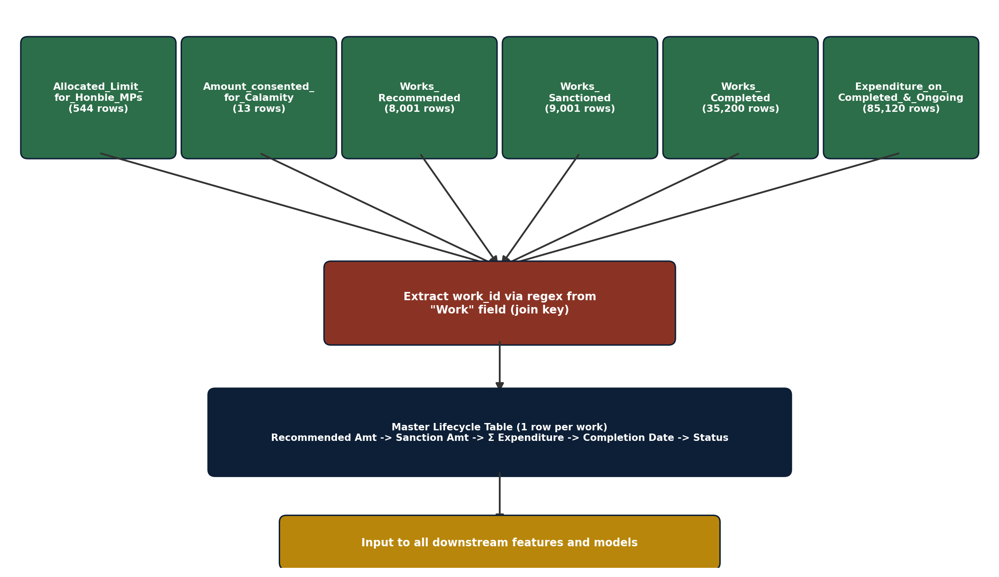 Allocated_Limit_
for_Honble_MPs
(544 rows)
Amount_consented_
for_Calamity
(13 rows)
Works_
Recommended
(8,001 rows)
Works_
Sanctioned
(9,001 rows)
Works_
Completed
(35,200 rows)
Expenditure_on_
Completed_&_Ongoing
(85,120 rows)
Extract work_id via regex from
"Work" field (join key)
Master Lifecycle Table (1 row per work)
Recommended Amt -> Sanction Amt -> Σ Expenditure -> Completion Date -> Status
Input to all downstream features and models